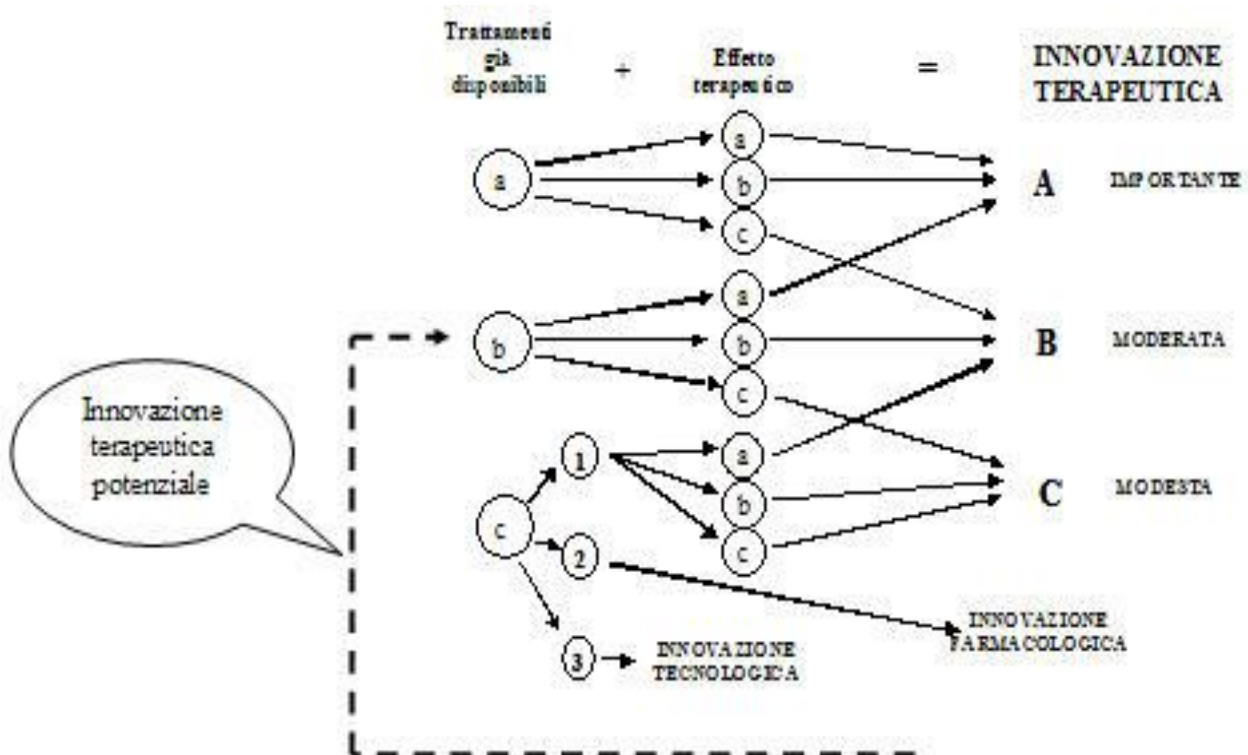 Trattamenti
già
disponibili
+
Effetto
terapeutico
=
INNOVAZIONE
TERAPEUTICA
a
a
b
c
A
IMPORTANTE
b
a
b
c
B
MODERATA
Innovazione
terapeutica
potenziale
c
1
2
3
a
b
c
C
MODESTA
INNOVAZIONE
FARMACOLOGICA
INNOVAZIONE
TECNOLOGICA